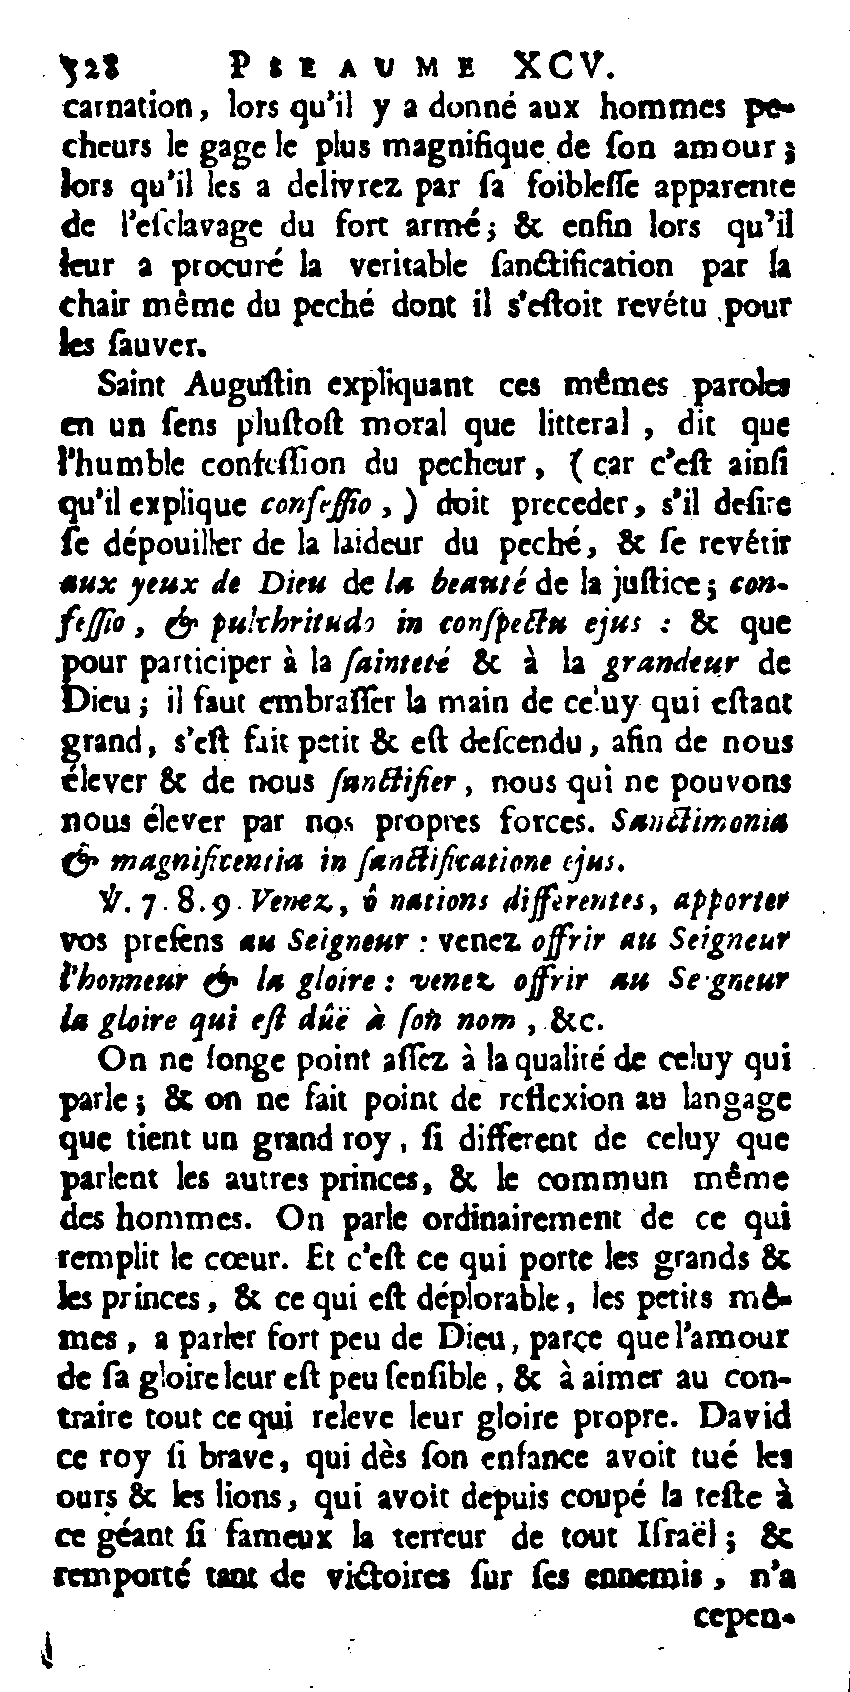 328 PSEAUME XCV.
carnation, lors qu'il y a donné aux hommes pe-
cheurs le gage le plus magnifique de ſon amour;
lors qu'il les a delivrez par ſa foibleſſe apparente
de l'eſclavage du fort armé; & enfin lors qu'il
leur a procuré la veritable ſanctification par ſa
chair même du peché dont il s'eſtoit revétu pour
les ſauver.
Saint Auguſtin expliquant ces mêmes paroles
en un ſens pluſtoſt moral que litteral, dit que
l'humble confeſſion du pecheur, (car c'eſt ainſi
qu'il explique confeſſio,) doit preceder, s'il deſire
ſe dépouiller de la laideur du peché, & ſe revétir
aux yeux de Dieu de la beauté de la juſtice; con-
feſſio, & pulchritudo in conſpectu ejus : & que
pour participer à la ſainteté & à la grandeur de
Dieu; il faut embraſſer la main de celuy qui eſtant
grand, s'eſt fait petit & eſt deſcendu, afin de nous
élever & de nous ſanctifier, nous qui ne pouvons
nous élever par nos propres forces. Sanctimonia
& magnificentia in ſanctificatione ejus.
℣. 7. 8. 9. Venez, ô nations differentes, apporter
vos preſens au Seigneur : venez offrir au Seigneur
l'honneur & la gloire : venez offrir au Seigneur
la gloire qui eſt dûë à ſon nom, &c.
On ne ſonge point aſſez à la qualité de celuy qui
parle; & on ne fait point de reflexion au langage
que tient un grand roy, ſi different de celuy que
parlent les autres princes, & le commun même
des hommes. On parle ordinairement de ce qui
remplit le cœur. Et c'eſt ce qui porte les grands &
les princes, & ce qui eſt déplorable, les petits mê-
mes, a parler fort peu de Dieu, parçe que l'amour
de ſa gloire leur eſt peu ſenſible, & à aimer au con-
traire tout ce qui releve leur gloire propre. David
ce roy ſi brave, qui dès ſon enfance avoit tué les
ours & les lions, qui avoit depuis coupé la teſte à
ce géant ſi fameux la terreur de tout Iſraël; &
remporté tant de victoires ſur ſes ennemis, n'a
cepen-